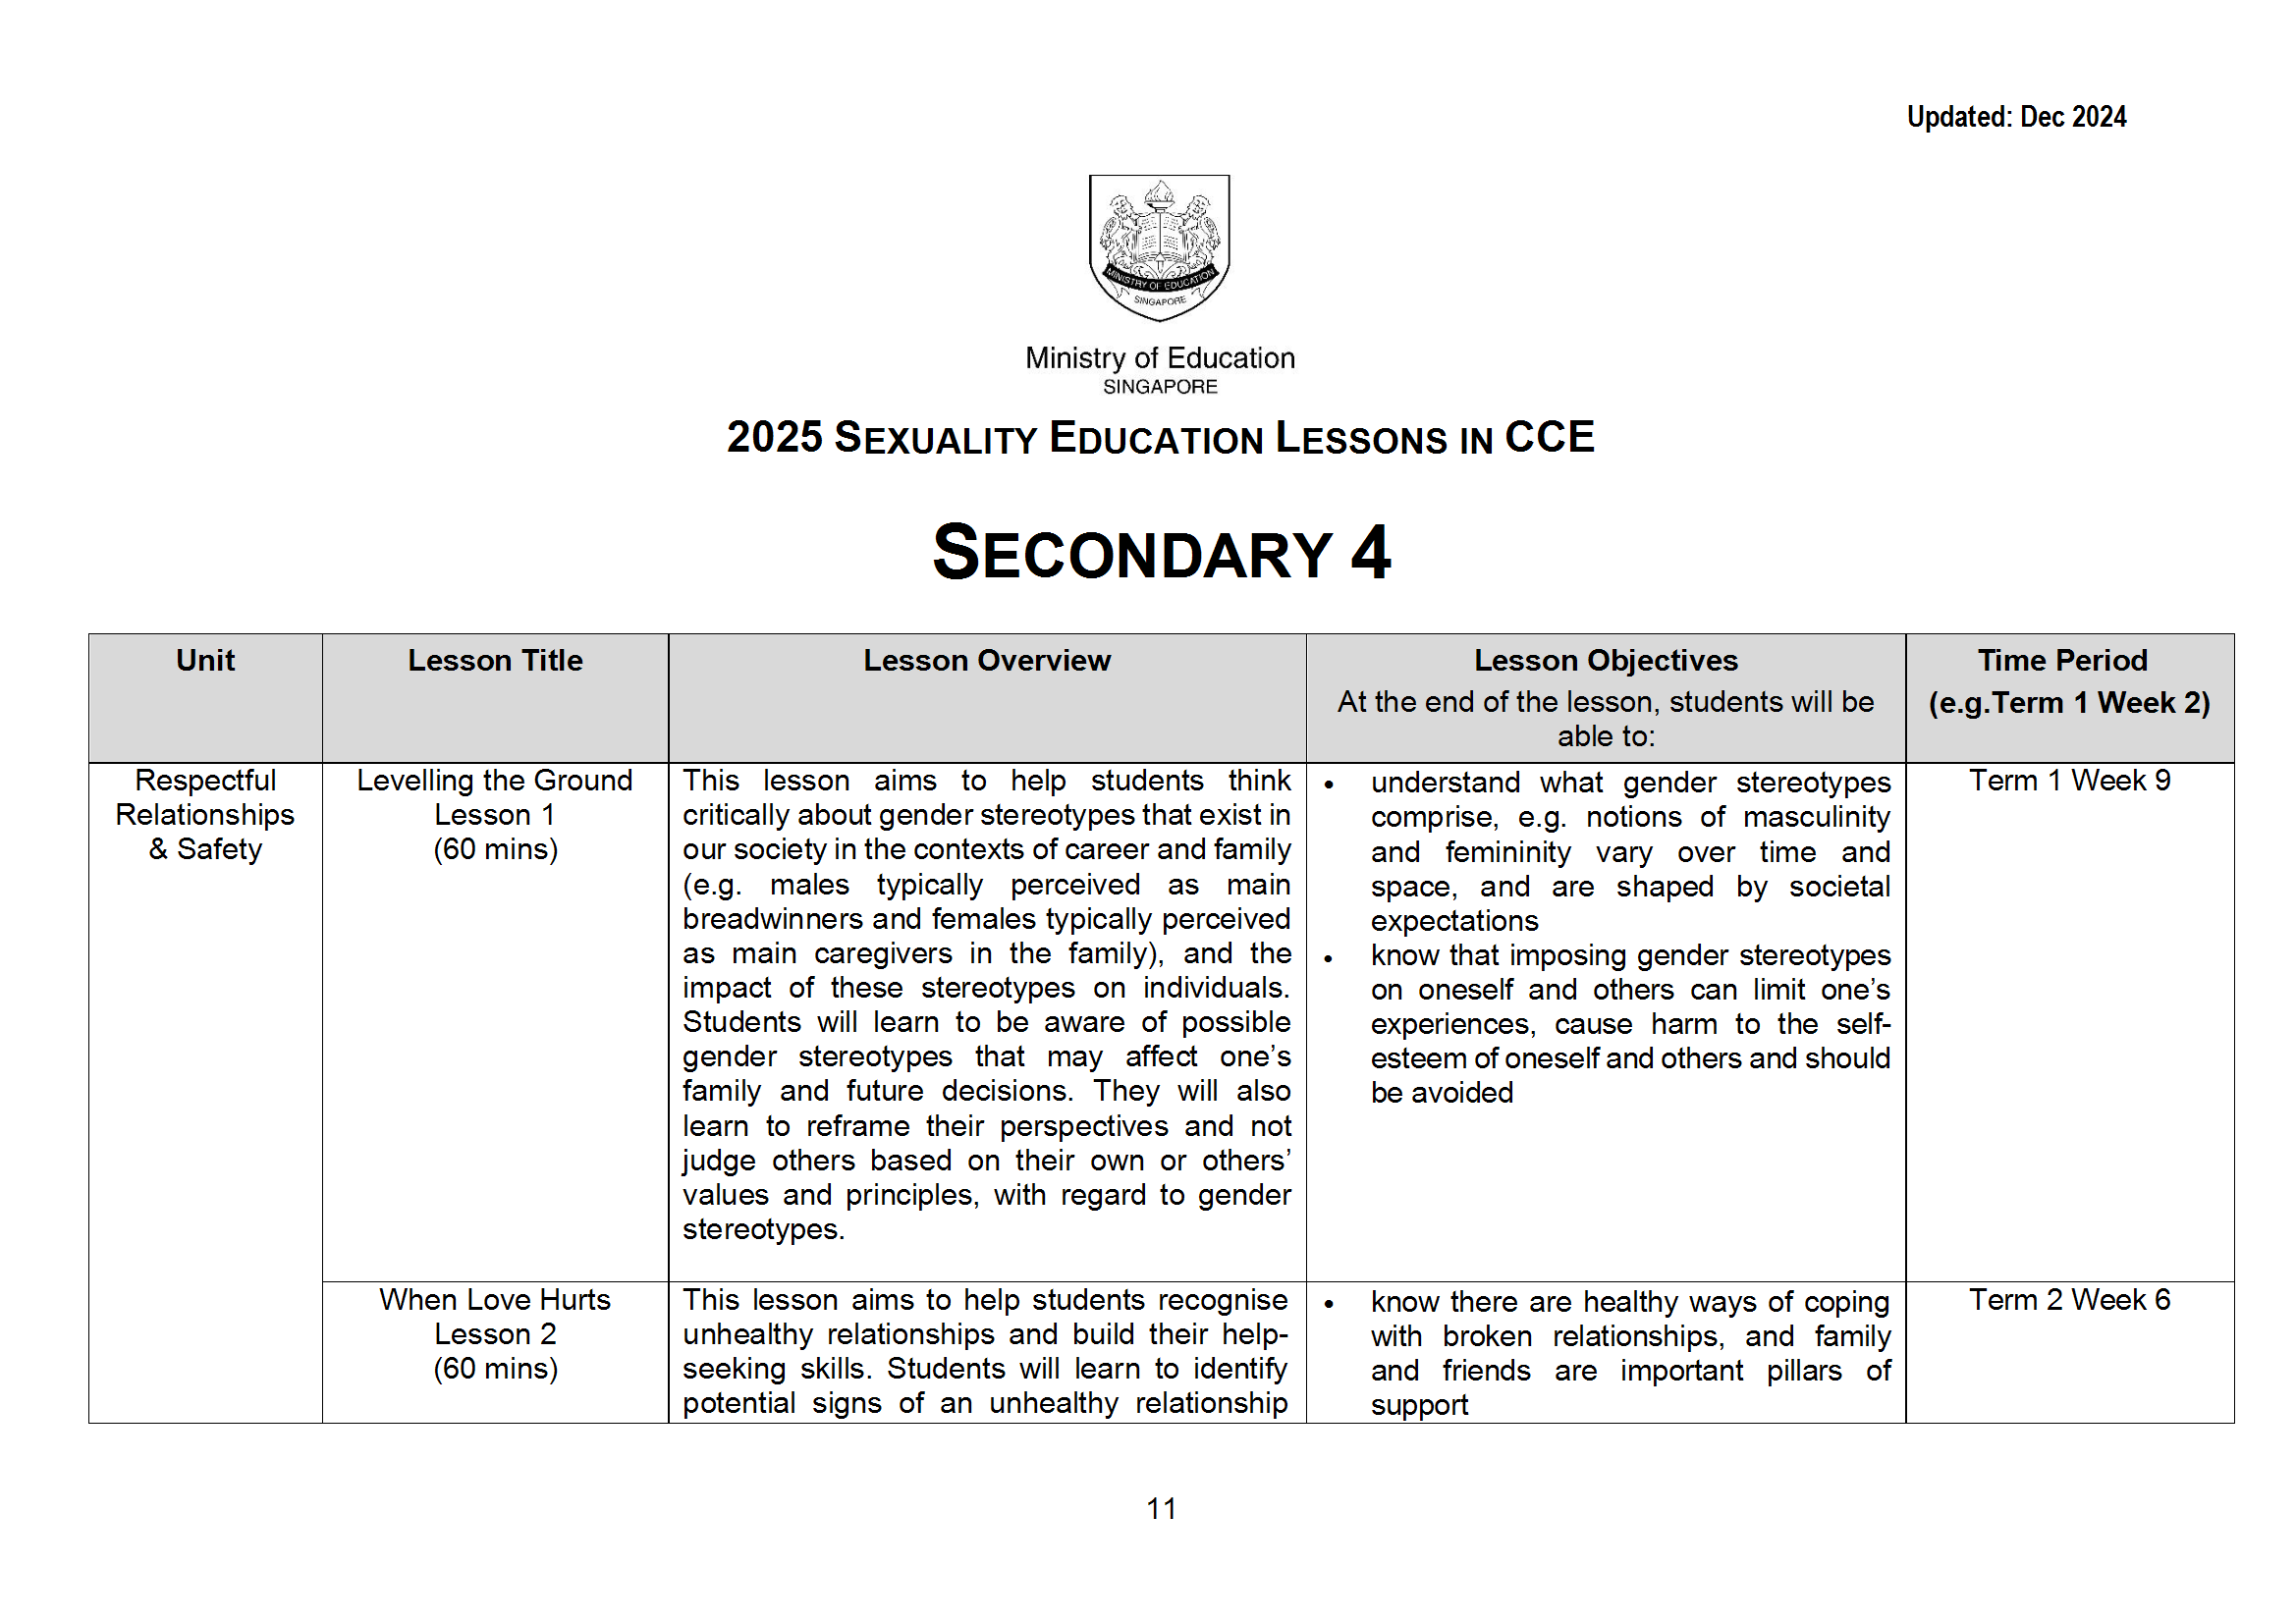 Updated: Dec 2024
MINISTRY OF EDUCATION
SINGAPORE
Ministry of Education
SINGAPORE
2025 SEXUALITY EDUCATION LESSONS IN CCE
SECONDARY 4
Unit
Lesson Title
Lesson Overview
Lesson Objectives
At the end of the lesson, students will be
able to:
Time Period
(e.g.Term 1 Week 2)
Respectful
Relationships
& Safety
Levelling the Ground
Lesson 1
(60 mins)
This lesson aims to help students think
critically about gender stereotypes that exist in
our society in the contexts of career and family
(e.g. males typically perceived as main
breadwinners and females typically perceived
as main caregivers in the family), and the
impact of these stereotypes on individuals.
Students will learn to be aware of possible
gender stereotypes that may affect one’s
family and future decisions. They will also
learn to reframe their perspectives and not
judge others based on their own or others’
values and principles, with regard to gender
stereotypes.
• understand what gender stereotypes
comprise, e.g. notions of masculinity
and femininity vary over time and
space, and are shaped by societal
expectations
• know that imposing gender stereotypes
on oneself and others can limit one’s
experiences, cause harm to the self-
esteem of oneself and others and should
be avoided
Term 1 Week 9
When Love Hurts
Lesson 2
(60 mins)
This lesson aims to help students recognise
unhealthy relationships and build their help-
seeking skills. Students will learn to identify
potential signs of an unhealthy relationship
• know there are healthy ways of coping
with broken relationships, and family
and friends are important pillars of
support
Term 2 Week 6
11